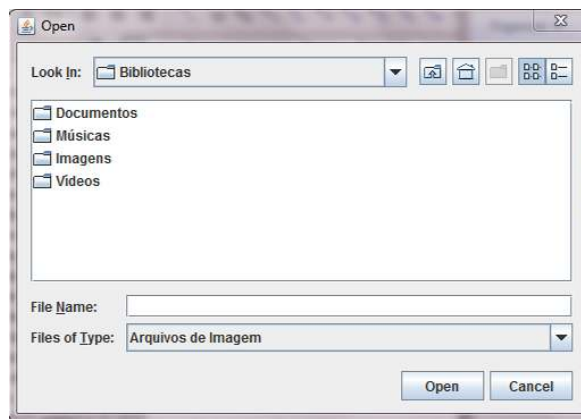 Open
Look In: Bibliotecas
Documentos
Músicas
Imagens
Vídeos
File Name:
Files of Type: Arquivos de Imagem
Open Cancel